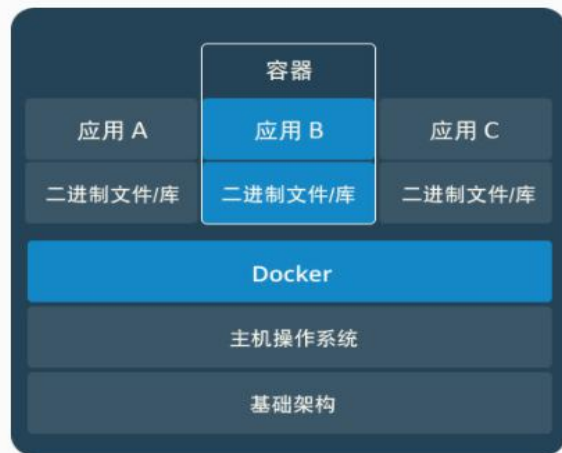 容器
应用 A
应用 B
应用 C
二进制文件/库
二进制文件/库
二进制文件/库
Docker
主机操作系统
基础架构